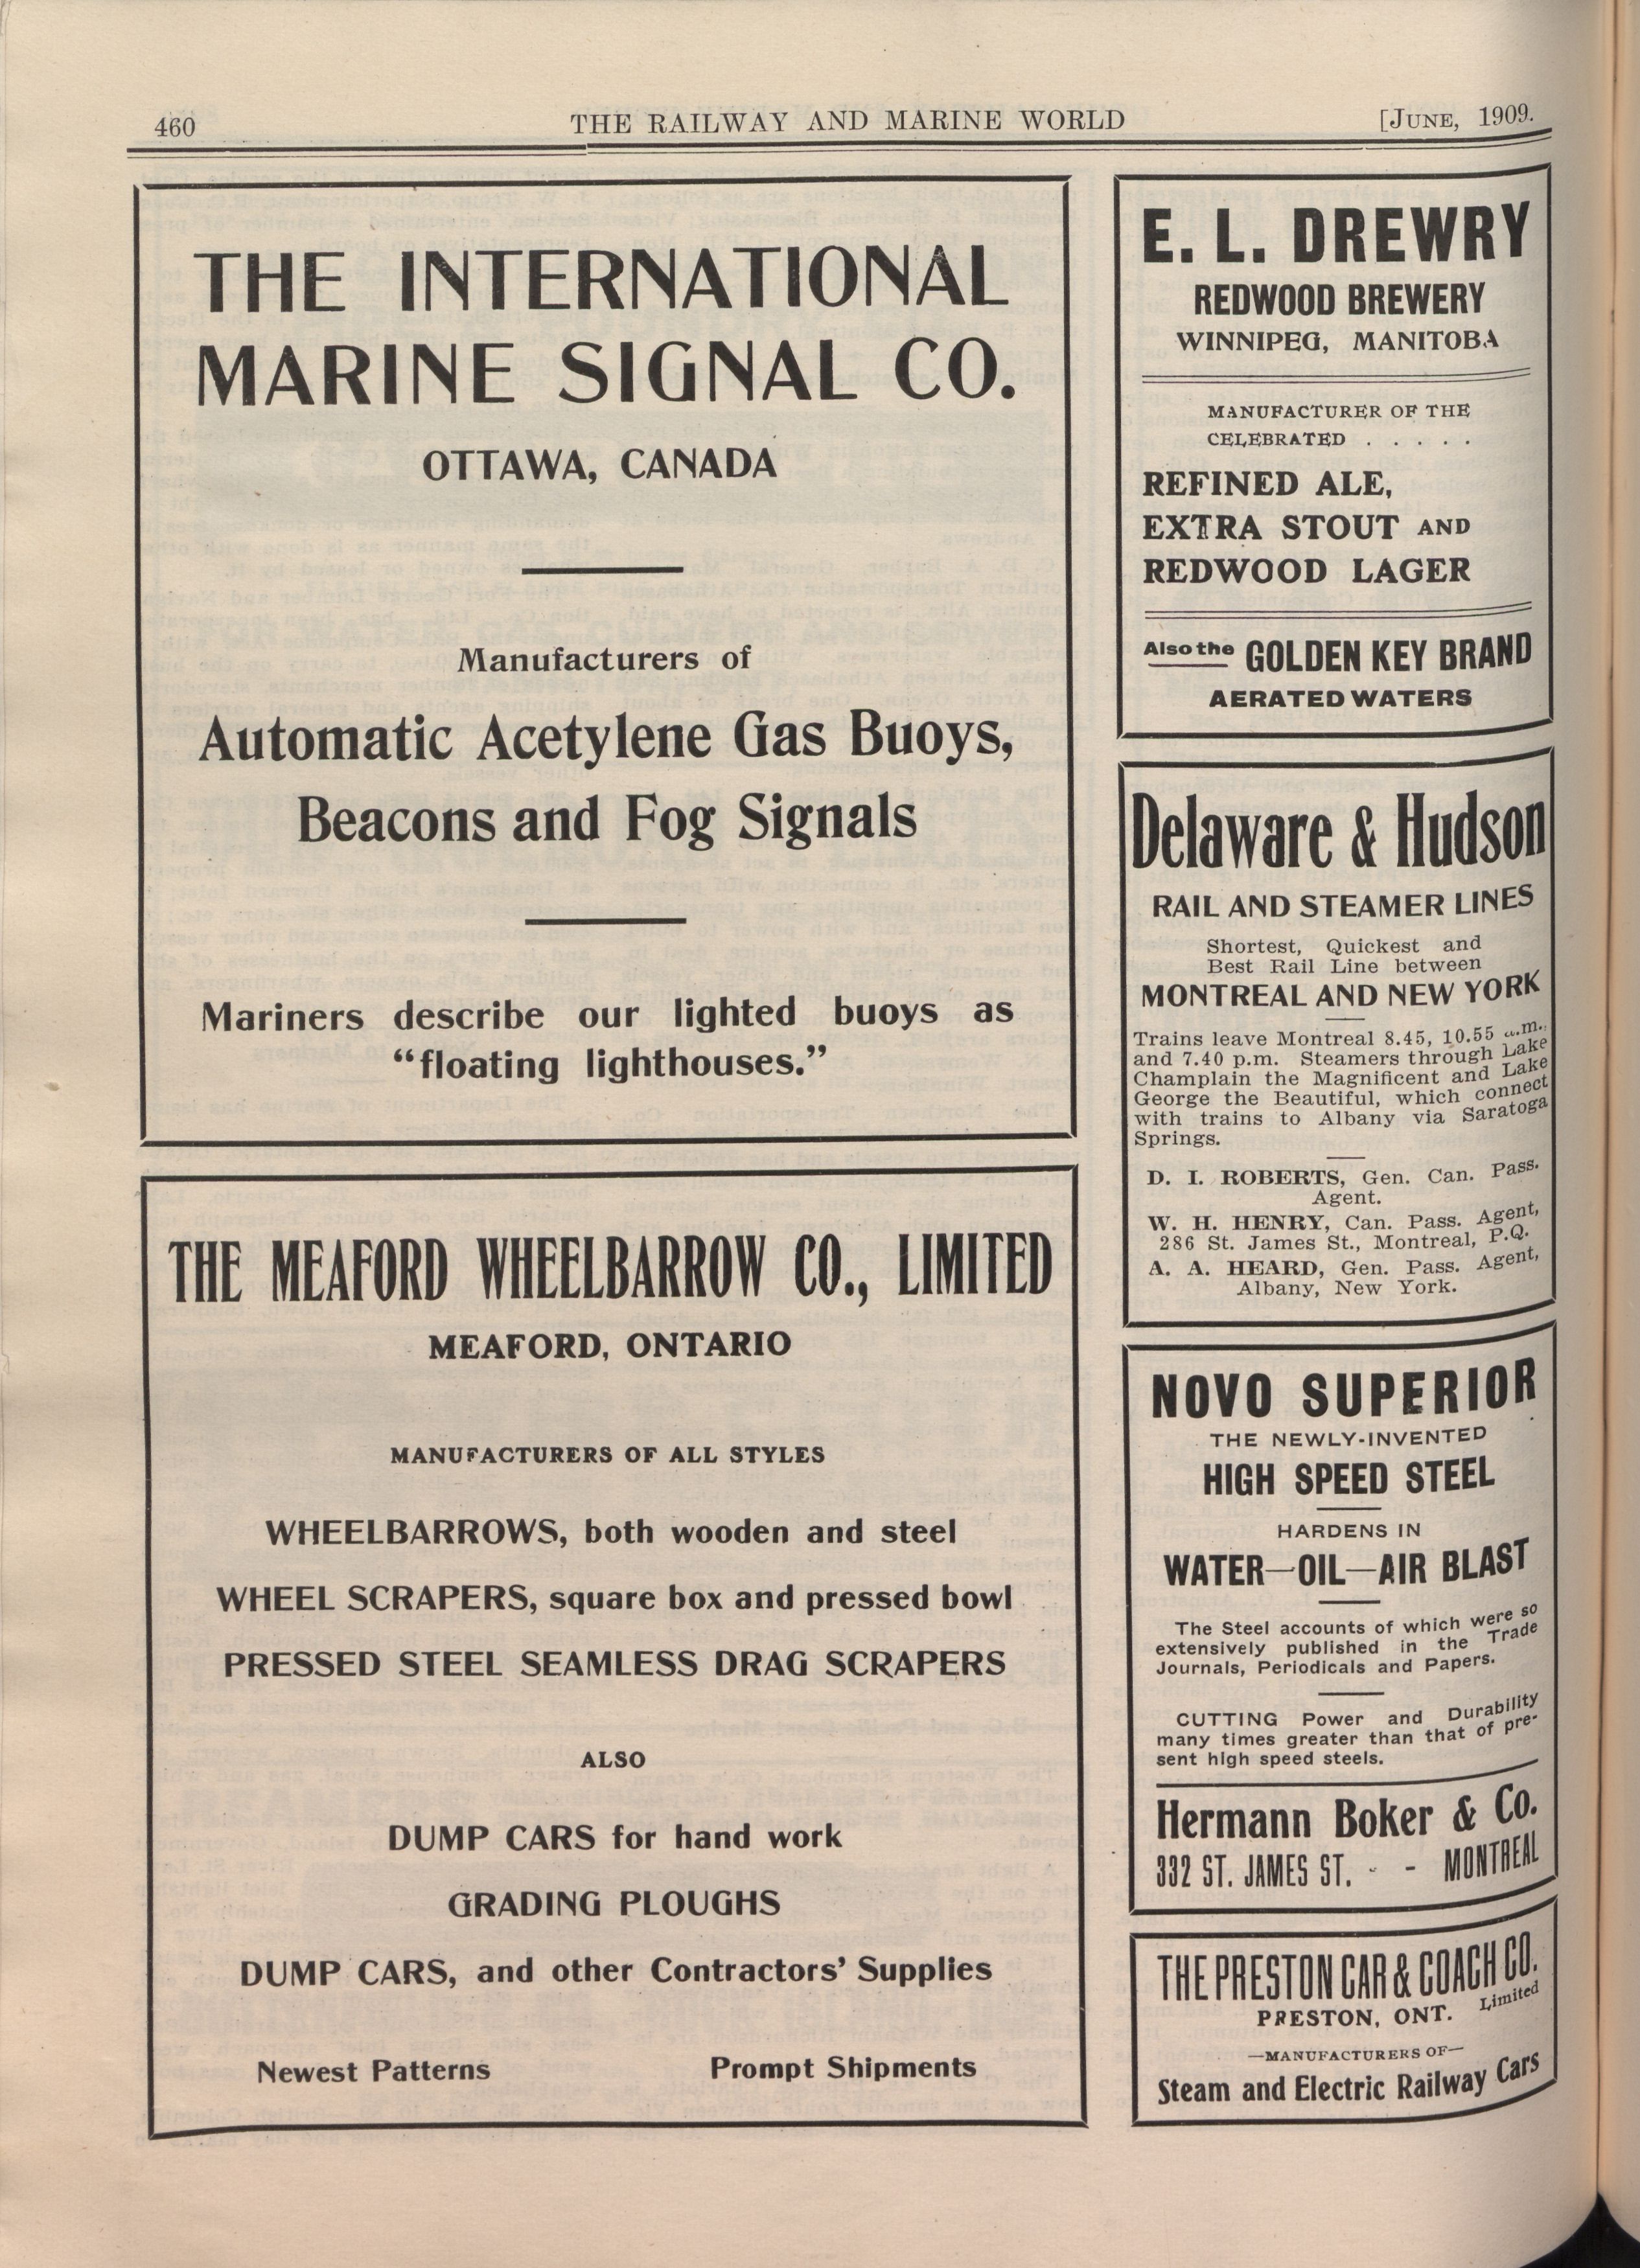 460
THE RAILWAY AND MARINE WORLD
[JUNE, 1909.
THE INTERNATIONAL
MARINE SIGNAL CO.
OTTAWA, CANADA
Manufacturers of
Automatic Acetylene Gas Buoys,
Beacons and Fog Signals
Mariners describe our lighted buoys as
“floating lighthouses.”
THE MEAFORD WHEELBARROW CO., LIMITED
MEAFORD, ONTARIO
MANUFACTURERS OF ALL STYLES
WHEELBARROWS, both wooden and steel
WHEEL SCRAPERS, square box and pressed bowl
PRESSED STEEL SEAMLESS DRAG SCRAPERS
ALSO
DUMP CARS for hand work
GRADING PLOUGHS
DUMP CARS, and other Contractors’ Supplies
Newest Patterns Prompt Shipments
E. L. DREWRY
REDWOOD BREWERY
WINNIPEG, MANITOBA
MANUFACTURER OF THE
CELEBRATED . . . . .
REFINED ALE,
EXTRA STOUT AND
REDWOOD LAGER
Also the GOLDEN KEY BRAND
AERATED WATERS
Delaware & Hudson
RAIL AND STEAMER LINES
Shortest, Quickest and
Best Rail Line between
MONTREAL AND NEW YORK
Trains leave Montreal 8.45, 10.55 a.m.,
and 7.40 p.m. Steamers through Lake
Champlain the Magnificent and Lake
George the Beautiful, which connect
with trains to Albany via Saratoga
Springs.
D. I. ROBERTS, Gen. Can. Pass.
Agent.
W. H. HENRY, Can. Pass. Agent,
286 St. James St., Montreal, P.Q.
A. A. HEARD, Gen. Pass. Agent,
Albany, New York.
NOVO SUPERIOR
THE NEWLY-INVENTED
HIGH SPEED STEEL
HARDENS IN
WATER—OIL—AIR BLAST
The Steel accounts of which were so
extensively published in the Trade
Journals, Periodicals and Papers.
CUTTING Power and Durability
many times greater than that of pre-
sent high speed steels.
Hermann Boker & Co.
332 ST. JAMES ST. - - MONTREAL
THE PRESTON CAR & COACH CO.
Limited
PRESTON, ONT.
—MANUFACTURERS OF—
Steam and Electric Railway Cars